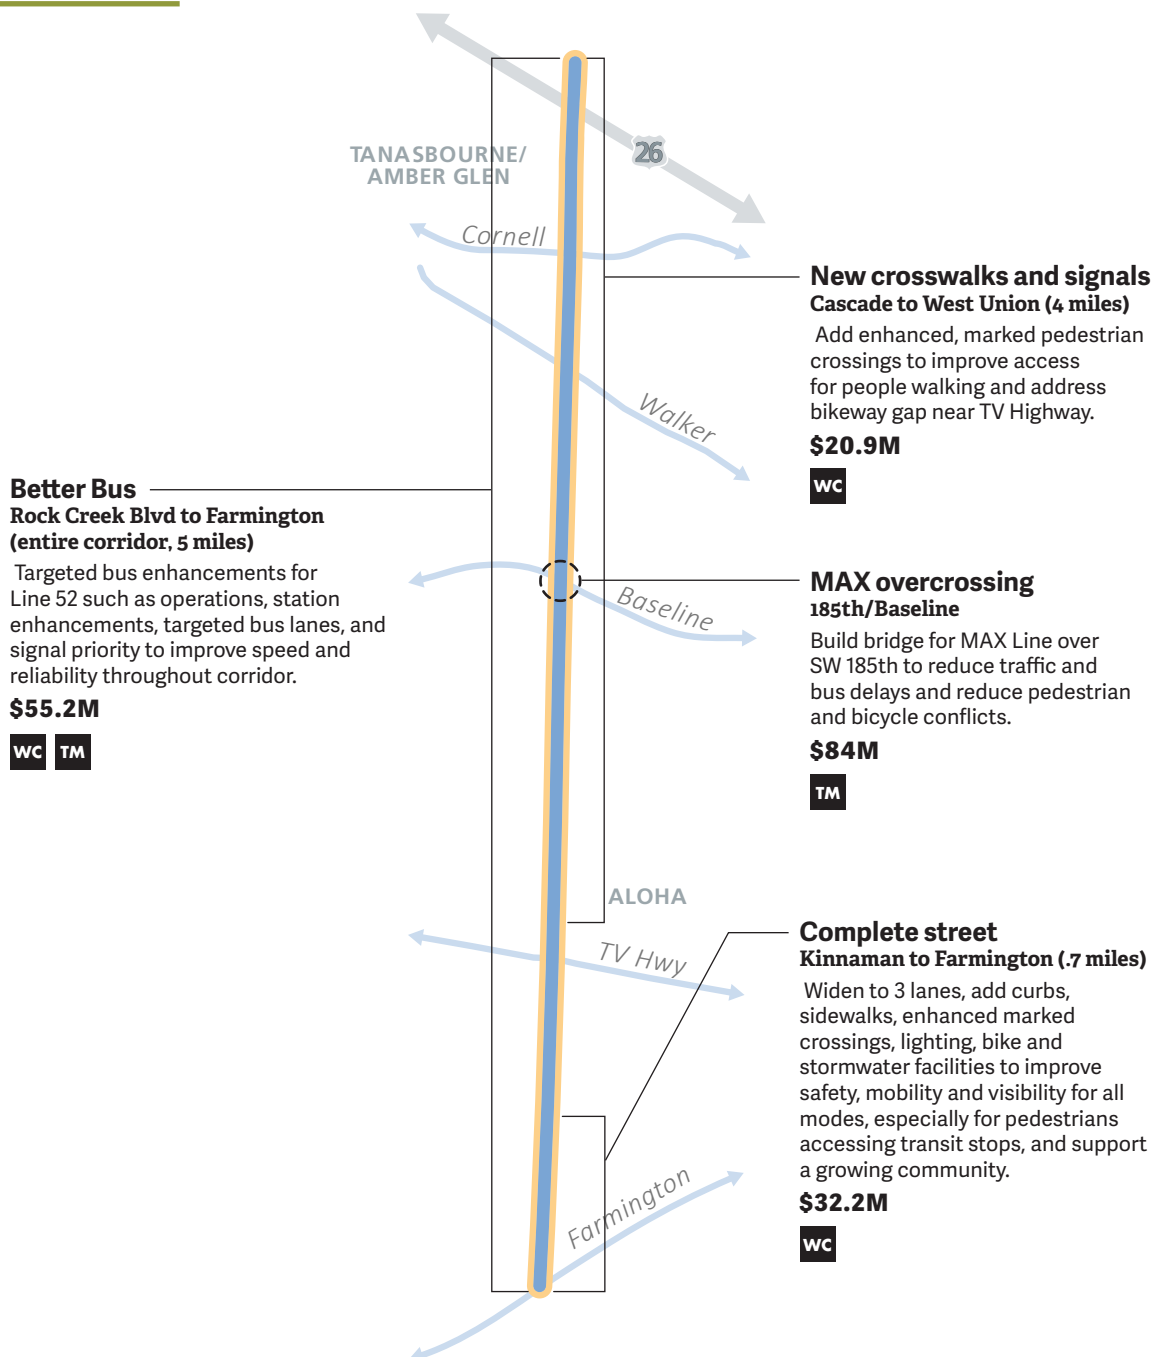 26
TANASBOURNE/
AMBER GLEN
Cornell
New crosswalks and signals
Cascade to West Union (4 miles)
Add enhanced, marked pedestrian
crossings to improve access
for people walking and address
bikeway gap near TV Highway.
$20.9M
WC
Walker
Better Bus
Rock Creek Blvd to Farmington
(entire corridor, 5 miles)
Targeted bus enhancements for
Line 52 such as operations, station
enhancements, targeted bus lanes, and
signal priority to improve speed and
reliability throughout corridor.
$55.2M
WC TM
Baseline
MAX overcrossing
185th/Baseline
Build bridge for MAX Line over
SW 185th to reduce traffic and
bus delays and reduce pedestrian
and bicycle conflicts.
$84M
TM
ALOHA
TV Hwy
Complete street
Kinnaman to Farmington (.7 miles)
Widen to 3 lanes, add curbs,
sidewalks, enhanced marked
crossings, lighting, bike and
stormwater facilities to improve
safety, mobility and visibility for all
modes, especially for pedestrians
accessing transit stops, and support
a growing community.
$32.2M
WC
Farmington